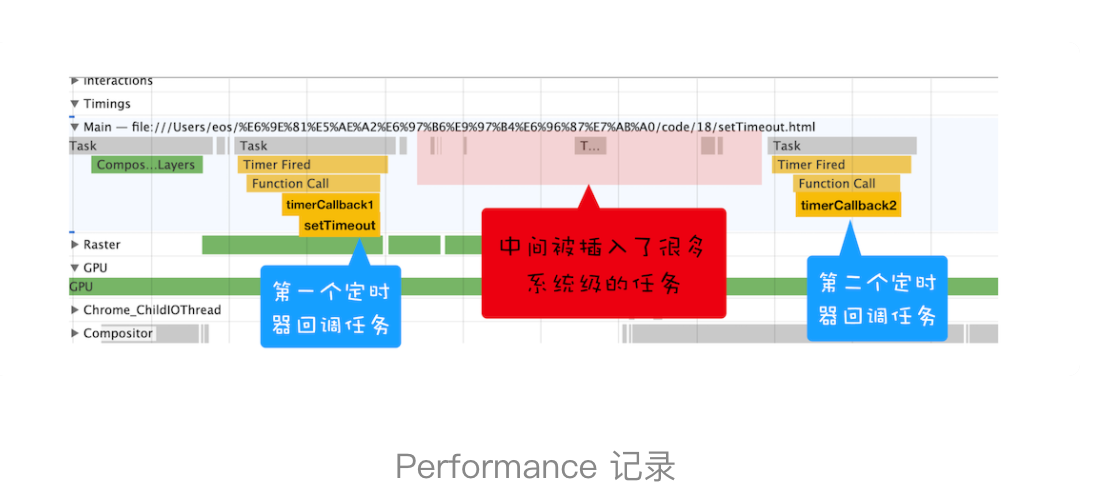 Interactions
Timings
Main — file:///Users/eos/%E6%9E%81%E5%AE%A2%E6%97%B6%E9%97%B4%E6%96%87%E7%AB%A0/code/18/setTimeout.html
Task
Task
T...
Task
Compos...Layers
Timer Fired
Timer Fired
Function Call
Function Call
timerCallback1
timerCallback2
setTimeout
Raster
GPU
GPU
Chrome_ChildIOThread
Compositor
第一个定时
器回调任务
中间被插入了很多
系统级的任务
第二个定时
器回调任务
Performance 记录